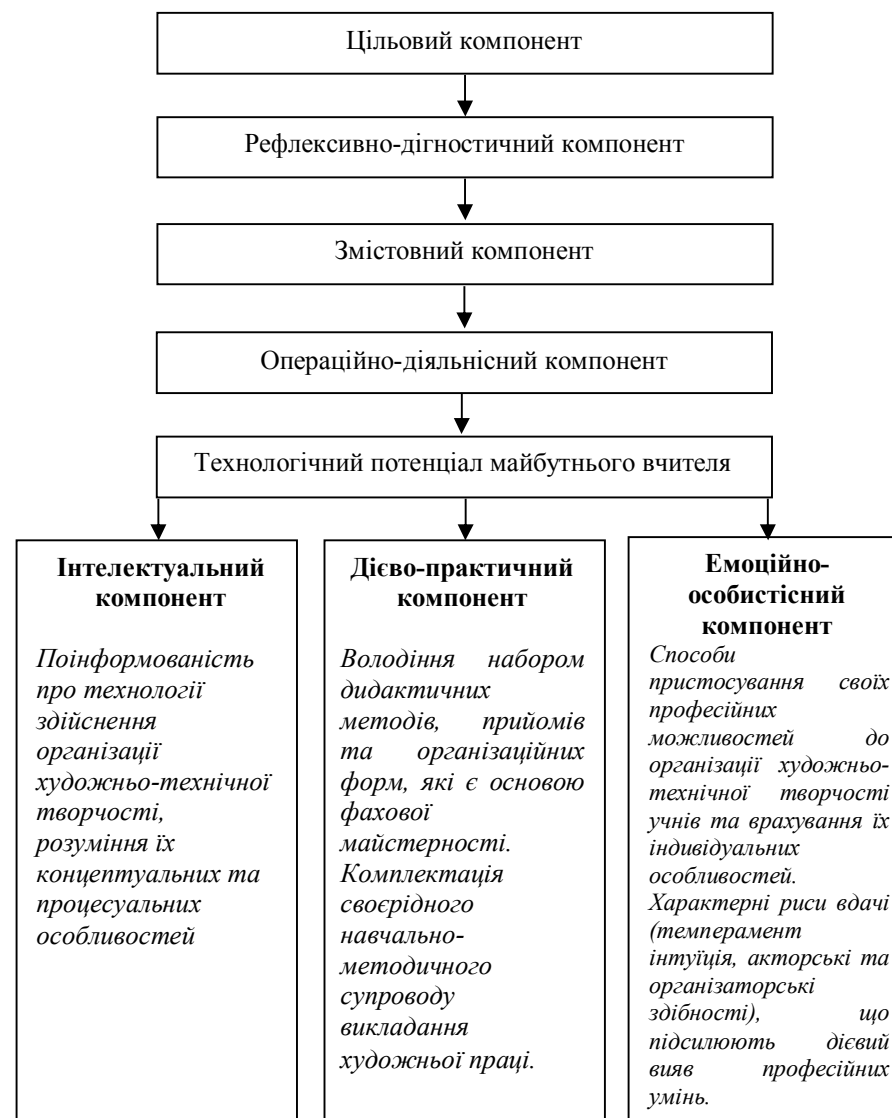 Цільовий компонент
Рефлексивно-дігностичний компонент
Змістовний компонент
Операційно-діяльнісний компонент
Технологічний потенціал майбутнього вчителя
Інтелектуальний
компонент
Поінформованість
про технології
здійснення
організації
художньо-технічної
творчості,
розуміння їх
концептуальних та
процесуальних
особливостей
Дієво-практичний
компонент
Володіння набором
дидактичних
методів, прийомів
та організаційних
форм, які є основою
фахової
майстерності.
Комплектація
своєрідного
навчально-
методичного
супроводу
викладання
художньої праці.
Емоційно-
особистісний
компонент
Способи
пристосування своїх
професійних
можливостей до
організації художньо-
технічної творчості
учнів та врахування їх
індивідуальних
особливостей.
Характерні риси вдачі
(темперамент
інтуїція, акторські та
організаторські
здібності), що
підсилюють дієвий
вияв професійних
умінь.